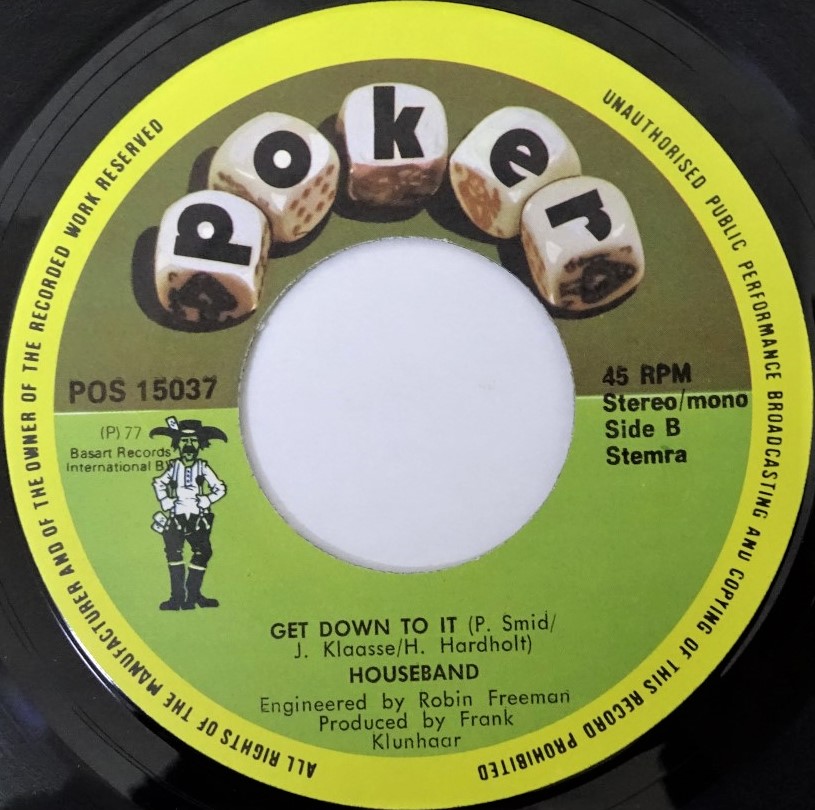 poker
POS 15037
(P) 77
Basart Records
International BV
45 RPM
Stereo/mono
Side B
Stemra
GET DOWN TO IT (P. Smid/
J. Klaasse/H. Hardholt)
HOUSEBAND
Engineered by Robin Freeman
Produced by Frank
Klunhaar
ALL RIGHTS OF THE MANUFACTURER AND OF THE OWNER OF THE RECORDED WORK RESERVED
UNAUTHORISED PUBLIC PERFORMANCE BROADCASTING AND COPYING OF THIS RECORD PROHIBITED